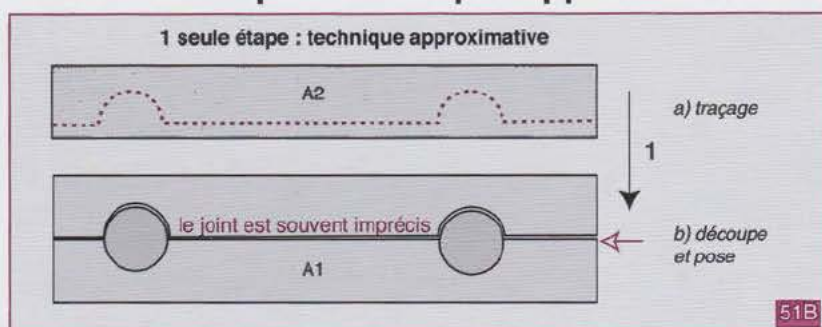 1 seule étape : technique approximative
A2
a) traçage
1
le joint est souvent imprécis
A1
b) découpe
et pose
51B